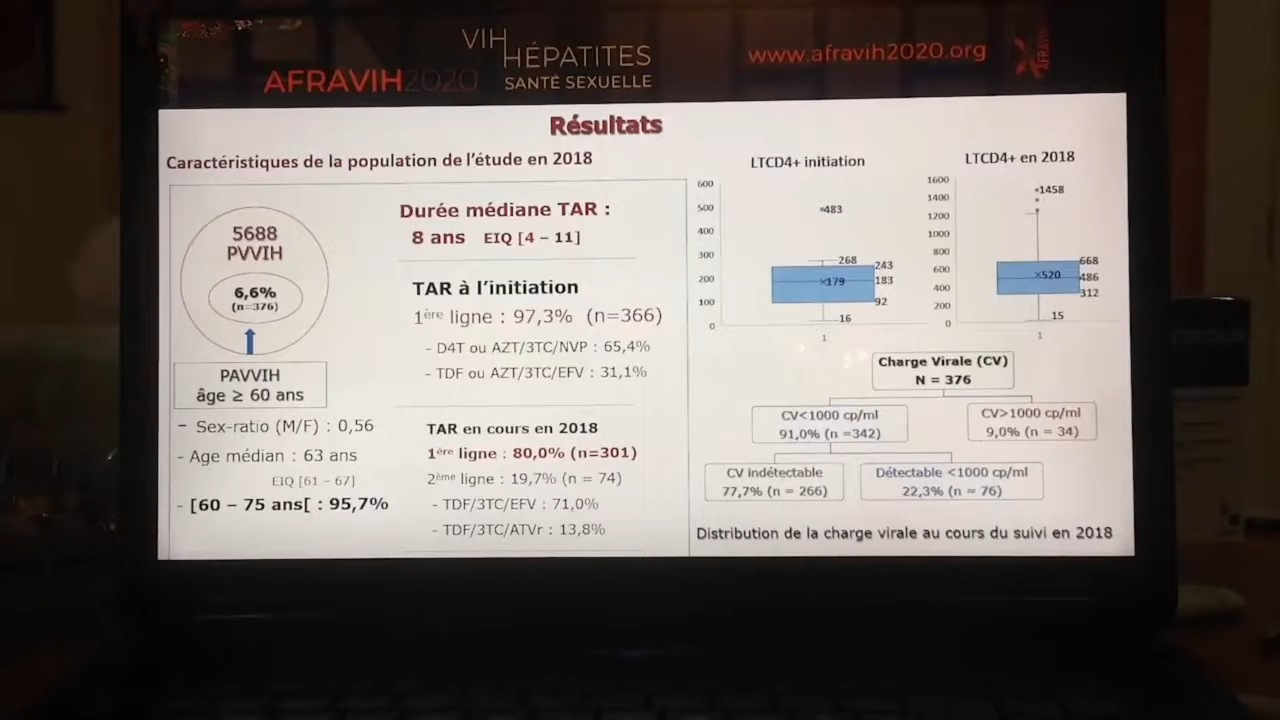 VIH
HÉPATITES
SANTÉ SEXUELLE
AFRAVIH2020
www.afravih2020.org
AFRAVIH
Résultats
Caractéristiques de la population de l'étude en 2018
5688
PVVIH
6,6%
(n=376)
PAVVIH
âge ≥ 60 ans
- Sex-ratio (M/F) : 0,56
- Age médian : 63 ans
EIQ [61 – 67]
- [60 – 75 ans[ : 95,7%
Durée médiane TAR :
8 ans EIQ [4 – 11]
TAR à l'initiation
1ère ligne : 97,3% (n=366)
- D4T ou AZT/3TC/NVP : 65,4%
- TDF ou AZT/3TC/EFV : 31,1%
TAR en cours en 2018
1ère ligne : 80,0% (n=301)
2ème ligne : 19,7% (n = 74)
- TDF/3TC/EFV : 71,0%
- TDF/3TC/ATVr : 13,8%
LTCD4+ initiation
600
500
400
300
200
100
0
483
268
243
179
183
92
16
1
LTCD4+ en 2018
1600
1400
1200
1000
800
600
400
200
0
1458
668
520
486
312
15
1
Charge Virale (CV)
N = 376
CV<1000 cp/ml
91,0% (n =342)
CV>1000 cp/ml
9,0% (n = 34)
CV indétectable
77,7% (n = 266)
Détectable <1000 cp/ml
22,3% (n = 76)
Distribution de la charge virale au cours du suivi en 2018